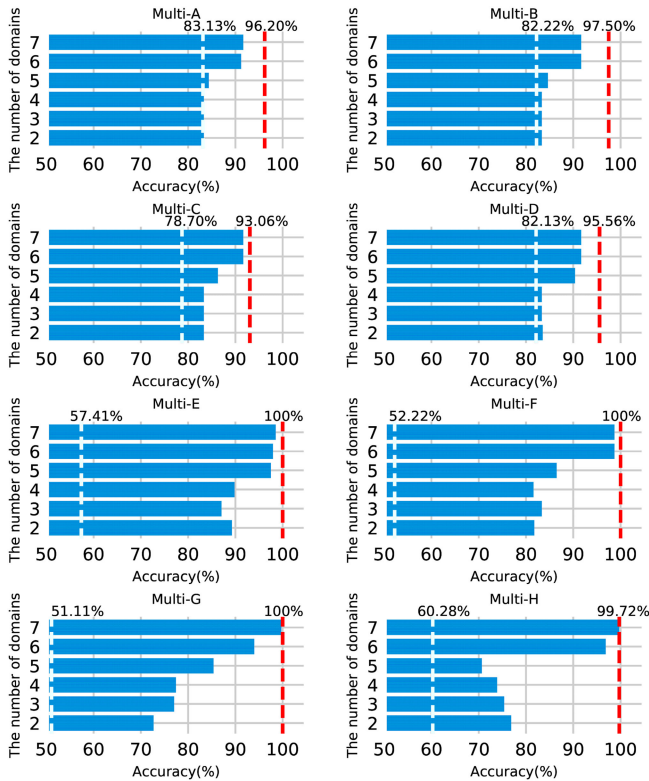 Multi-A
83.13% 96.20%
The number of domains
7
6
5
4
3
2
50 60 70 80 90 100
Accuracy(%)
Multi-B
82.22% 97.50%
The number of domains
7
6
5
4
3
2
50 60 70 80 90 100
Accuracy(%)
Multi-C
78.70% 93.06%
The number of domains
7
6
5
4
3
2
50 60 70 80 90 100
Accuracy(%)
Multi-D
82.13% 95.56%
The number of domains
7
6
5
4
3
2
50 60 70 80 90 100
Accuracy(%)
Multi-E
57.41% 100%
The number of domains
7
6
5
4
3
2
50 60 70 80 90 100
Accuracy(%)
Multi-F
52.22% 100%
The number of domains
7
6
5
4
3
2
50 60 70 80 90 100
Accuracy(%)
Multi-G
51.11% 100%
The number of domains
7
6
5
4
3
2
50 60 70 80 90 100
Accuracy(%)
Multi-H
60.28% 99.72%
The number of domains
7
6
5
4
3
2
50 60 70 80 90 100
Accuracy(%)